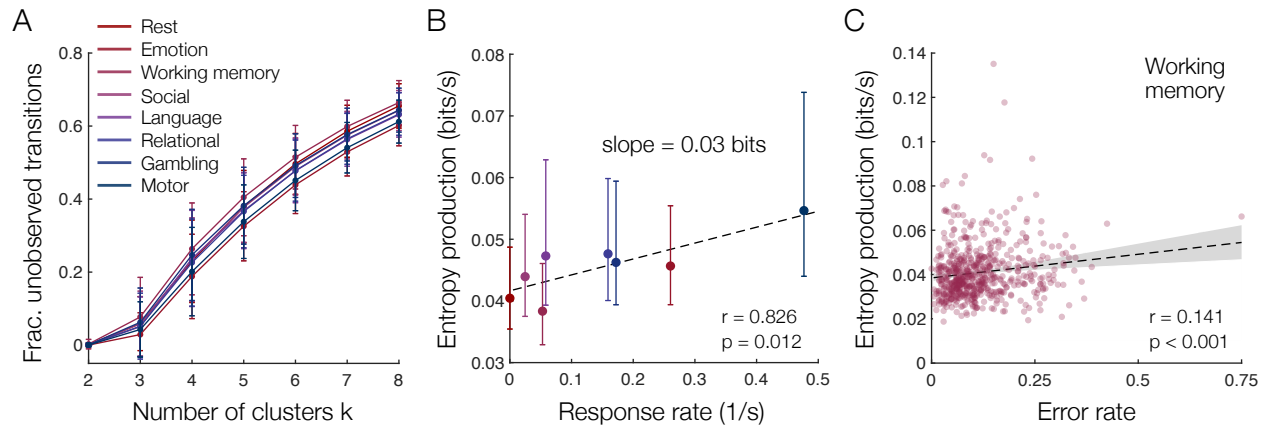 A
Rest
Emotion
Working memory
Social
Language
Relational
Gambling
Motor
Frac. unobserved transitions
0.8
0.6
0.4
0.2
0
2
3
4
5
6
7
8
Number of clusters k
B
Entropy production (bits/s)
0.08
0.07
0.06
0.05
0.04
0.03
slope = 0.03 bits
r = 0.826
p = 0.012
0
0.1
0.2
0.3
0.4
0.5
Response rate (1/s)
C
Entropy production (bits/s)
0.14
0.12
0.1
0.08
0.06
0.04
0.02
0
Working
memory
r = 0.141
p < 0.001
0
0.25
0.5
0.75
Error rate